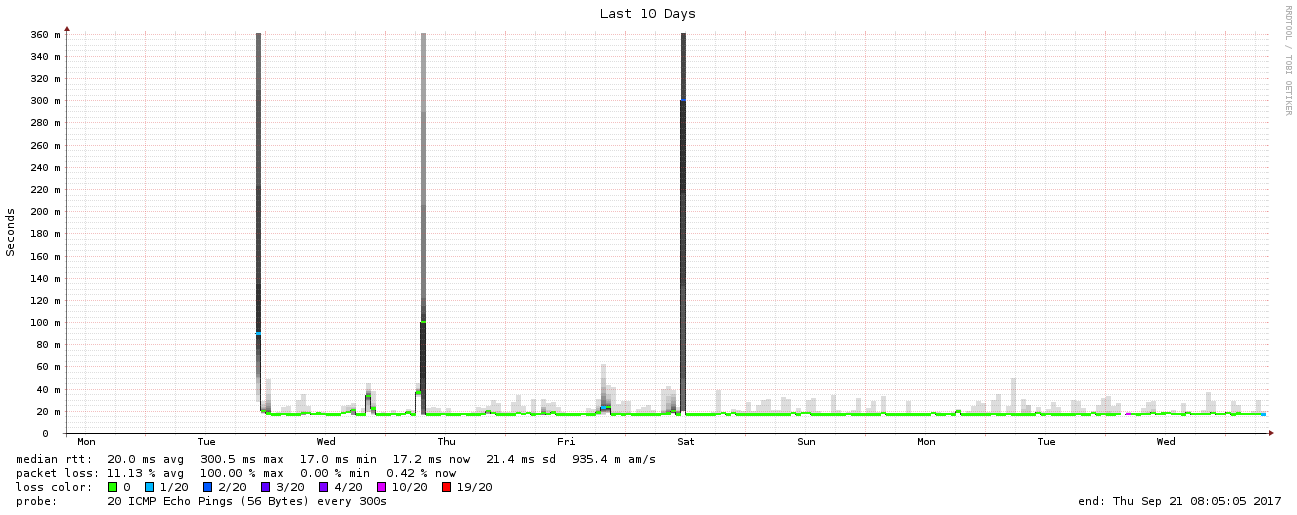 Last 10 Days
RRDTOOL / TOBI OETIKER
Seconds
360 m
340 m
320 m
300 m
280 m
260 m
240 m
220 m
200 m
180 m
160 m
140 m
120 m
100 m
80 m
60 m
40 m
20 m
0
Mon Tue Wed Thu Fri Sat Sun Mon Tue Wed
median rtt: 20.0 ms avg 300.5 ms max 17.0 ms min 17.2 ms now 21.4 ms sd 935.4 m am/s
packet loss: 11.13 % avg 100.00 % max 0.00 % min 0.42 % now
loss color: 0 1/20 2/20 3/20 4/20 10/20 19/20
probe: 20 ICMP Echo Pings (56 Bytes) every 300s end: Thu Sep 21 08:05:05 2017